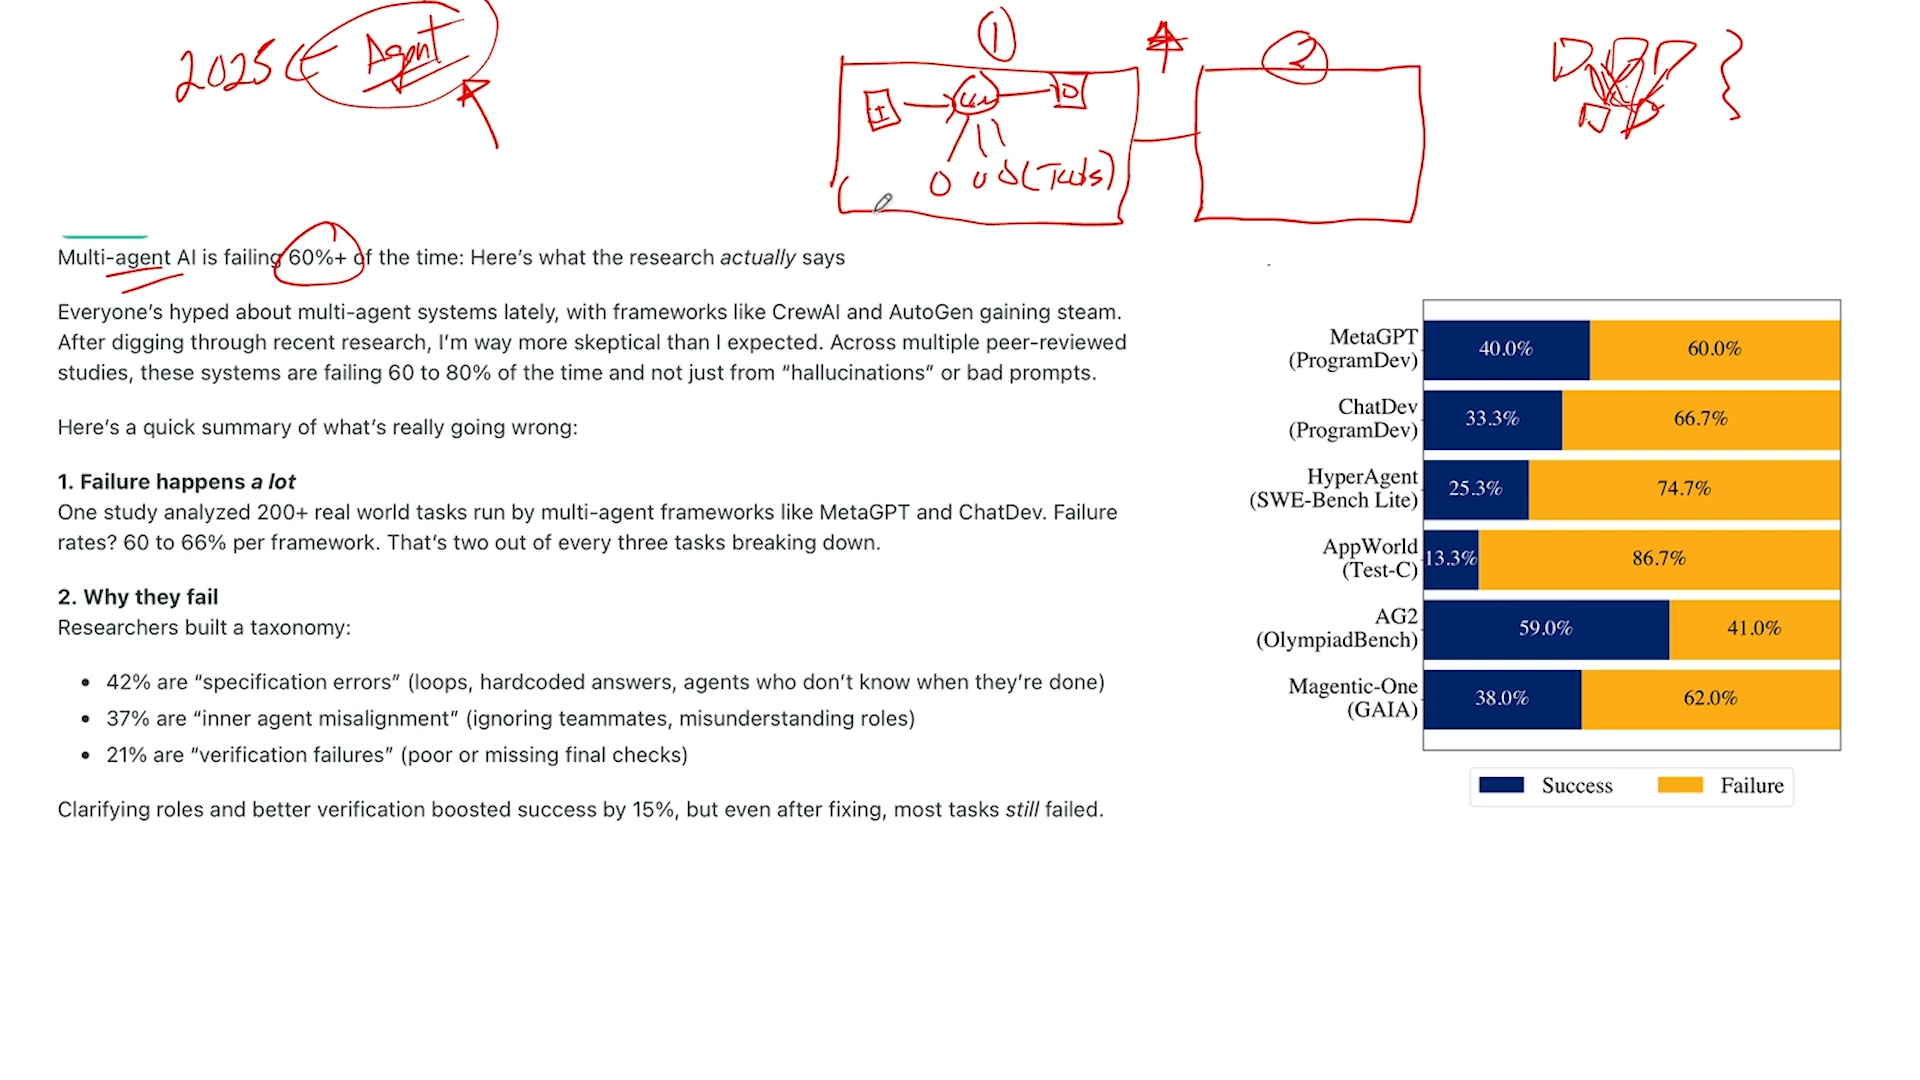 2025
Agent
1
2
I
LLM
O
(Tools)
Multi-agent AI is failing 60%+ of the time: Here’s what the research actually says
Everyone’s hyped about multi-agent systems lately, with frameworks like CrewAI and AutoGen gaining steam.
After digging through recent research, I’m way more skeptical than I expected. Across multiple peer-reviewed
studies, these systems are failing 60 to 80% of the time and not just from “hallucinations” or bad prompts.
Here’s a quick summary of what’s really going wrong:
1. Failure happens a lot
One study analyzed 200+ real world tasks run by multi-agent frameworks like MetaGPT and ChatDev. Failure
rates? 60 to 66% per framework. That’s two out of every three tasks breaking down.
2. Why they fail
Researchers built a taxonomy:
• 42% are “specification errors” (loops, hardcoded answers, agents who don’t know when they’re done)
• 37% are “inner agent misalignment” (ignoring teammates, misunderstanding roles)
• 21% are “verification failures” (poor or missing final checks)
Clarifying roles and better verification boosted success by 15%, but even after fixing, most tasks still failed.
MetaGPT
(ProgramDev)
40.0% 60.0%
ChatDev
(ProgramDev)
33.3% 66.7%
HyperAgent
(SWE-Bench Lite)
25.3% 74.7%
AppWorld
(Test-C)
13.3% 86.7%
AG2
(OlympiadBench)
59.0% 41.0%
Magentic-One
(GAIA)
38.0% 62.0%
Success Failure